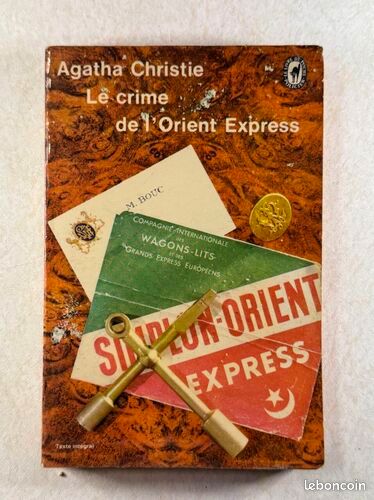 Agatha Christie
Le crime
de l'Orient Express
M. BOUC
COMPAGNIE INTERNATIONALE
DES
WAGONS-LITS
ET DES
GRANDS EXPRESS EUROPÉENS
SIMPLON-ORIENT
EXPRESS
Texte intégral
leboncoin